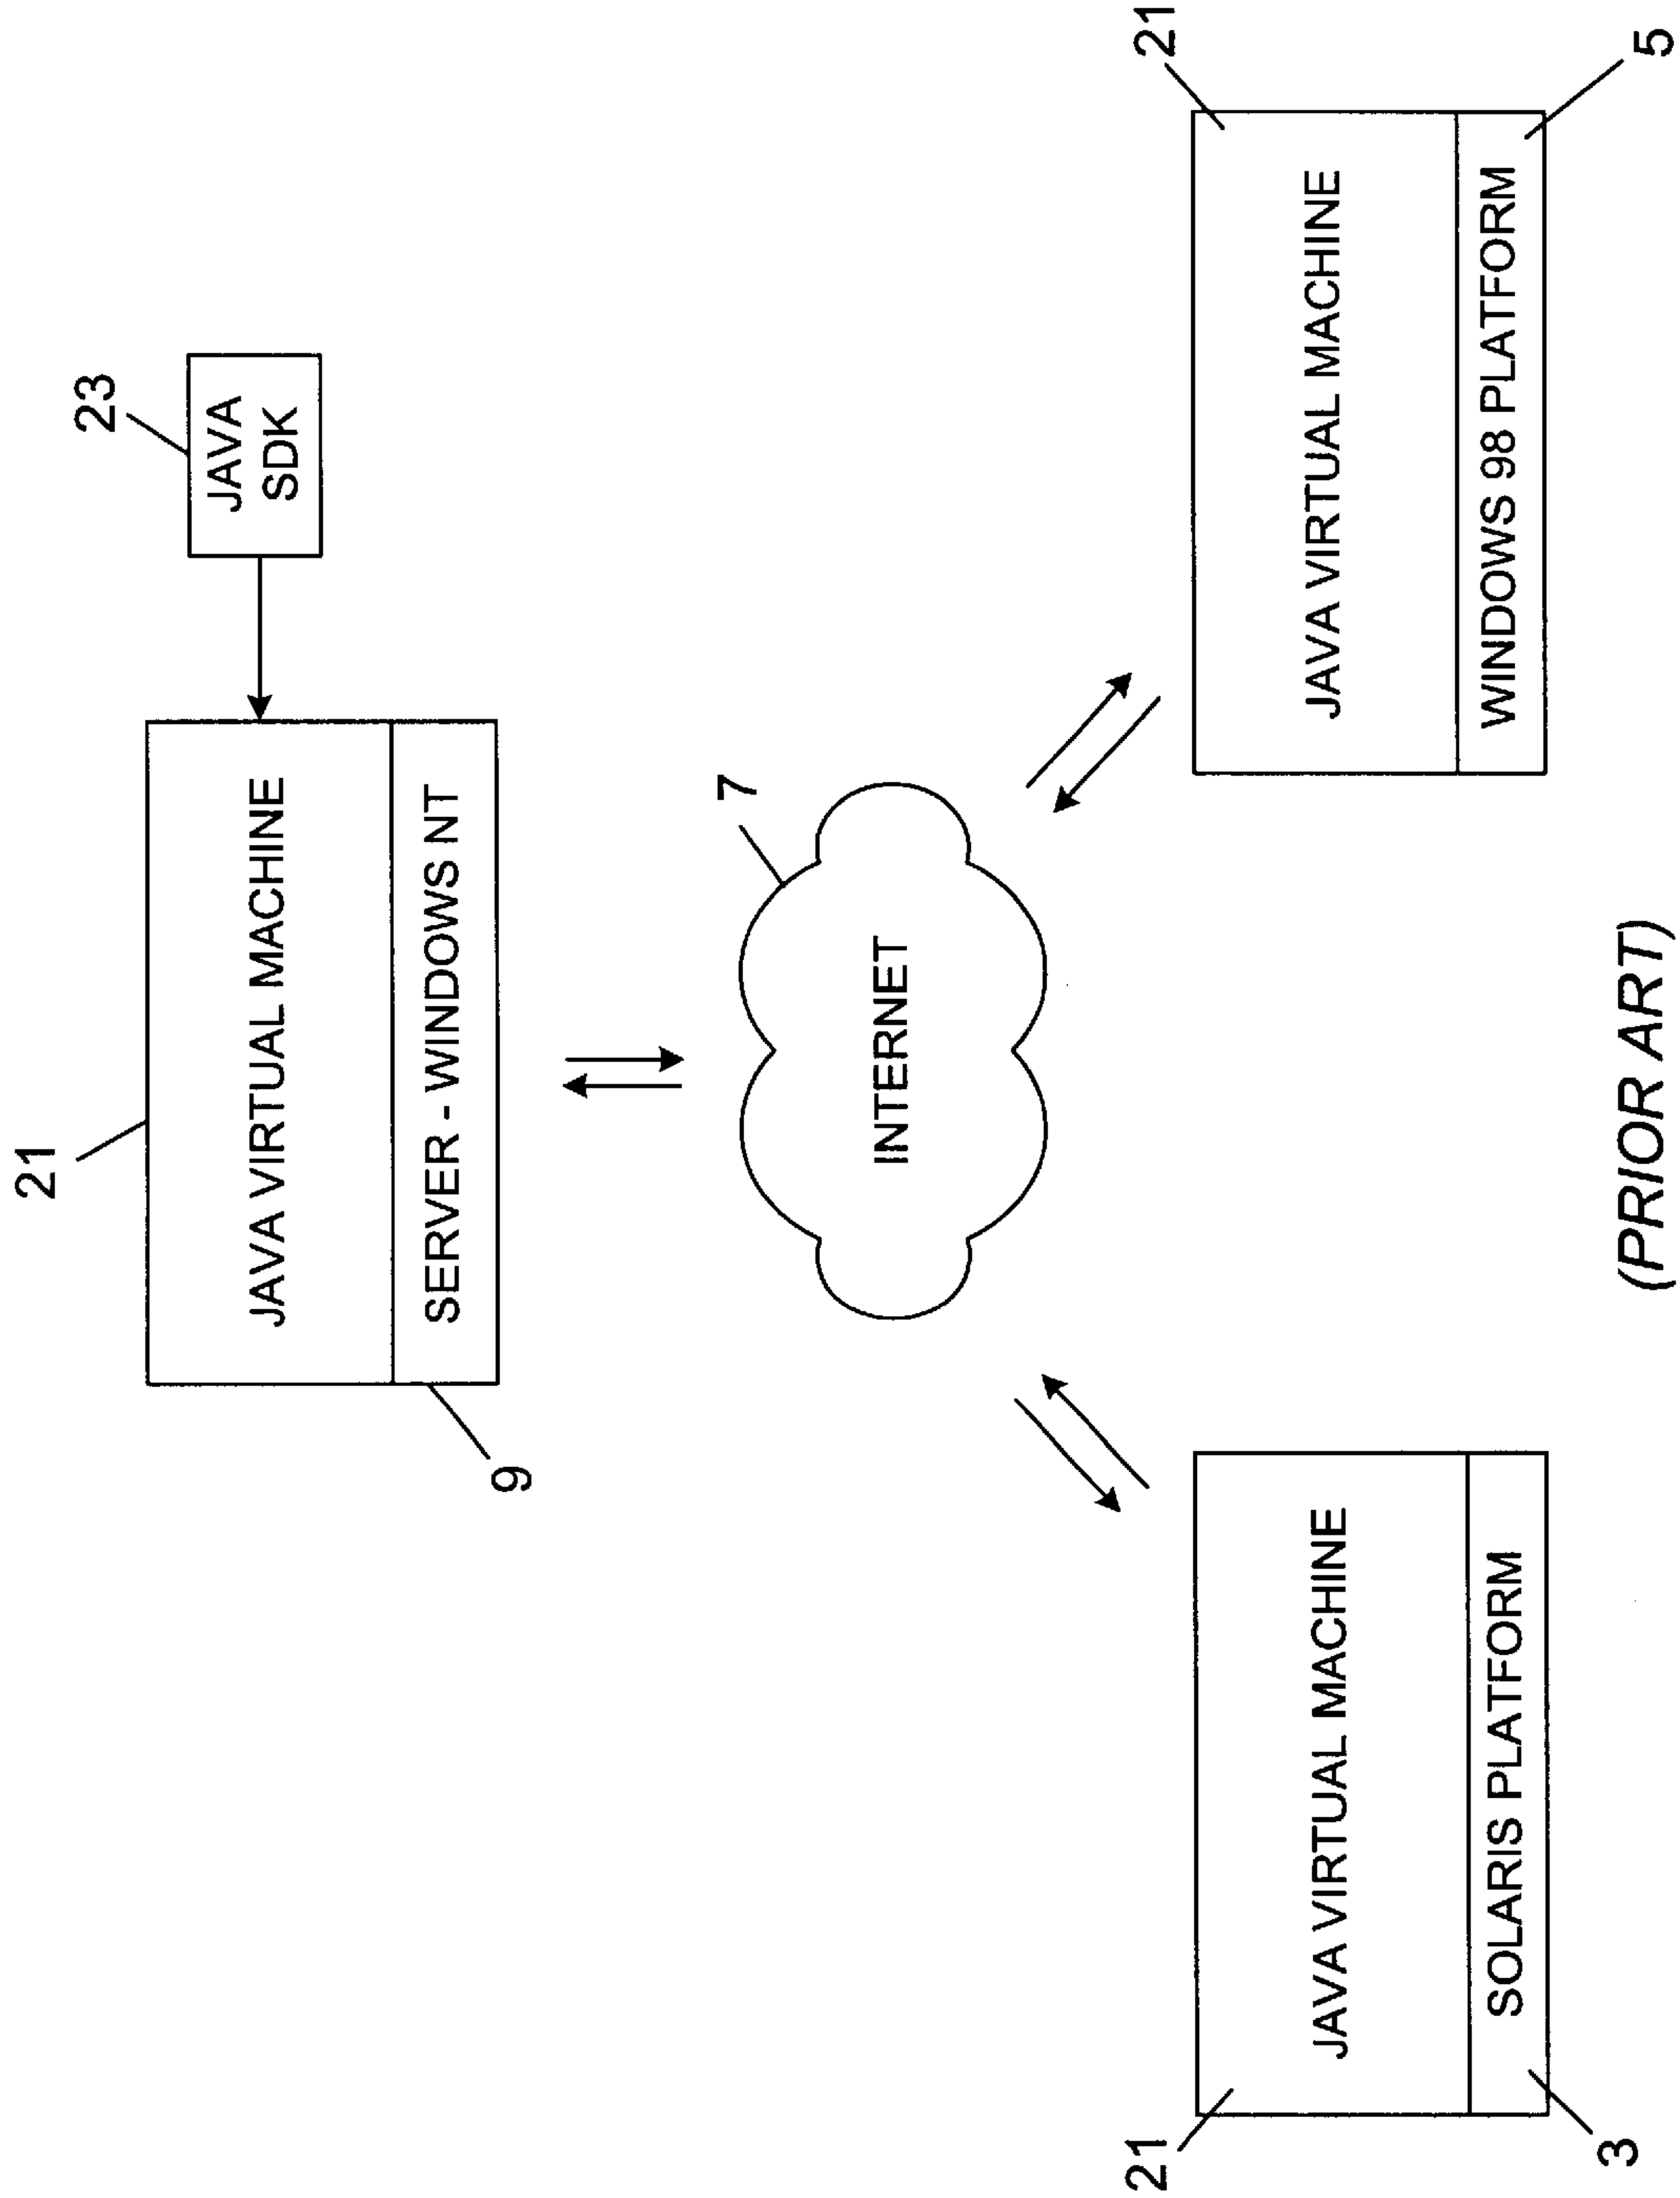 21
23
JAVA VIRTUAL MACHINE
JAVA
SDK
SERVER - WINDOWS NT
9
7
INTERNET
21
JAVA VIRTUAL MACHINE
SOLARIS PLATFORM
3
21
JAVA VIRTUAL MACHINE
WINDOWS 98 PLATFORM
5
(PRIOR ART)